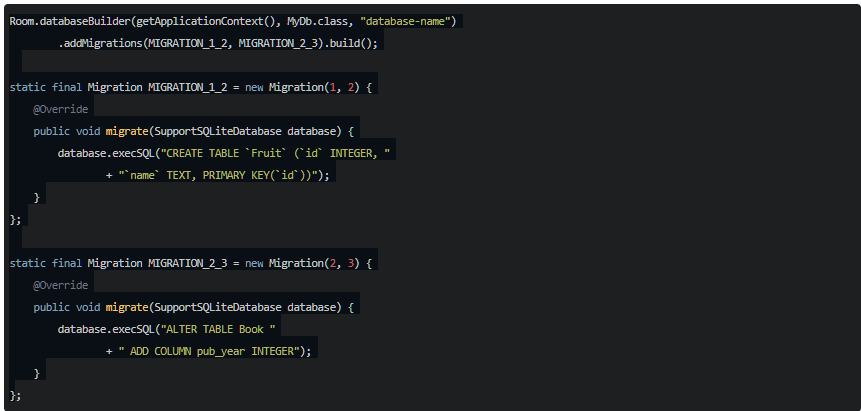 Room.databaseBuilder(getApplicationContext(), MyDb.class, "database-name")
        .addMigrations(MIGRATION_1_2, MIGRATION_2_3).build();
static final Migration MIGRATION_1_2 = new Migration(1, 2) {
    @Override
    public void migrate(SupportSQLiteDatabase database) {
        database.execSQL("CREATE TABLE `Fruit` (`id` INTEGER, "
                + "`name` TEXT, PRIMARY KEY(`id`))");
    }
};
static final Migration MIGRATION_2_3 = new Migration(2, 3) {
    @Override
    public void migrate(SupportSQLiteDatabase database) {
        database.execSQL("ALTER TABLE Book "
                + " ADD COLUMN pub_year INTEGER");
    }
};